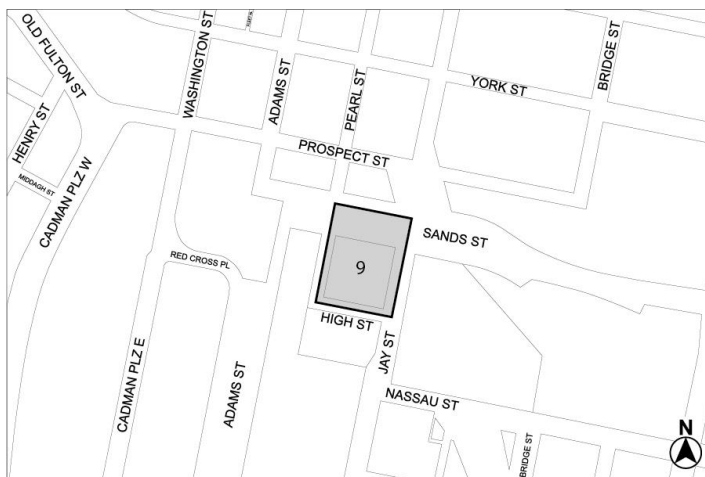 OLD FULTON ST
WASHINGTON ST
ADAMS ST
PEARL ST
YORK ST
BRIDGE ST
HENRY ST
MIDDAGH ST
CADMAN PLZ W
PROSPECT ST
SANDS ST
RED CROSS PL
9
HIGH ST
JAY ST
CADMAN PLZ E
ADAMS ST
NASSAU ST
BRIDGE ST
N